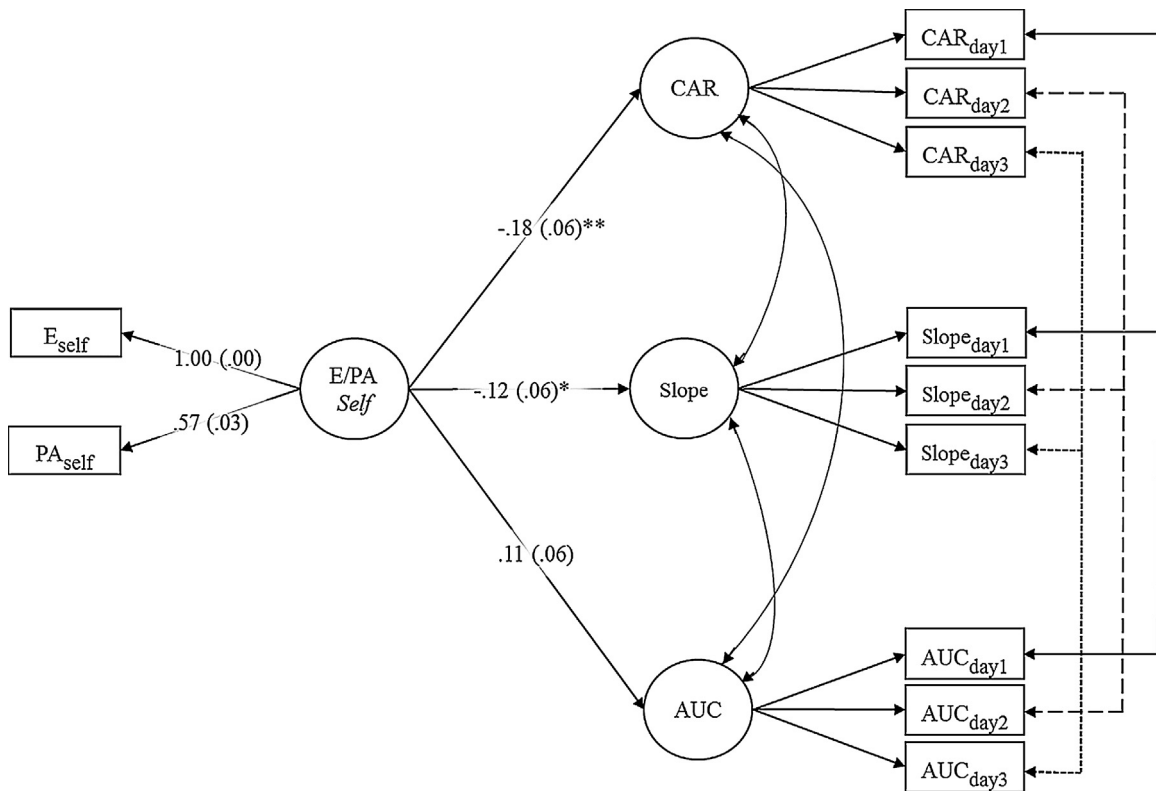 CAR
CAR_day1
CAR_day2
CAR_day3
-.18 (.06)**
E_self
1.00 (.00)
E/PA
Self
PA_self
.57 (.03)
-.12 (.06)*
Slope
Slope_day1
Slope_day2
Slope_day3
.11 (.06)
AUC
AUC_day1
AUC_day2
AUC_day3